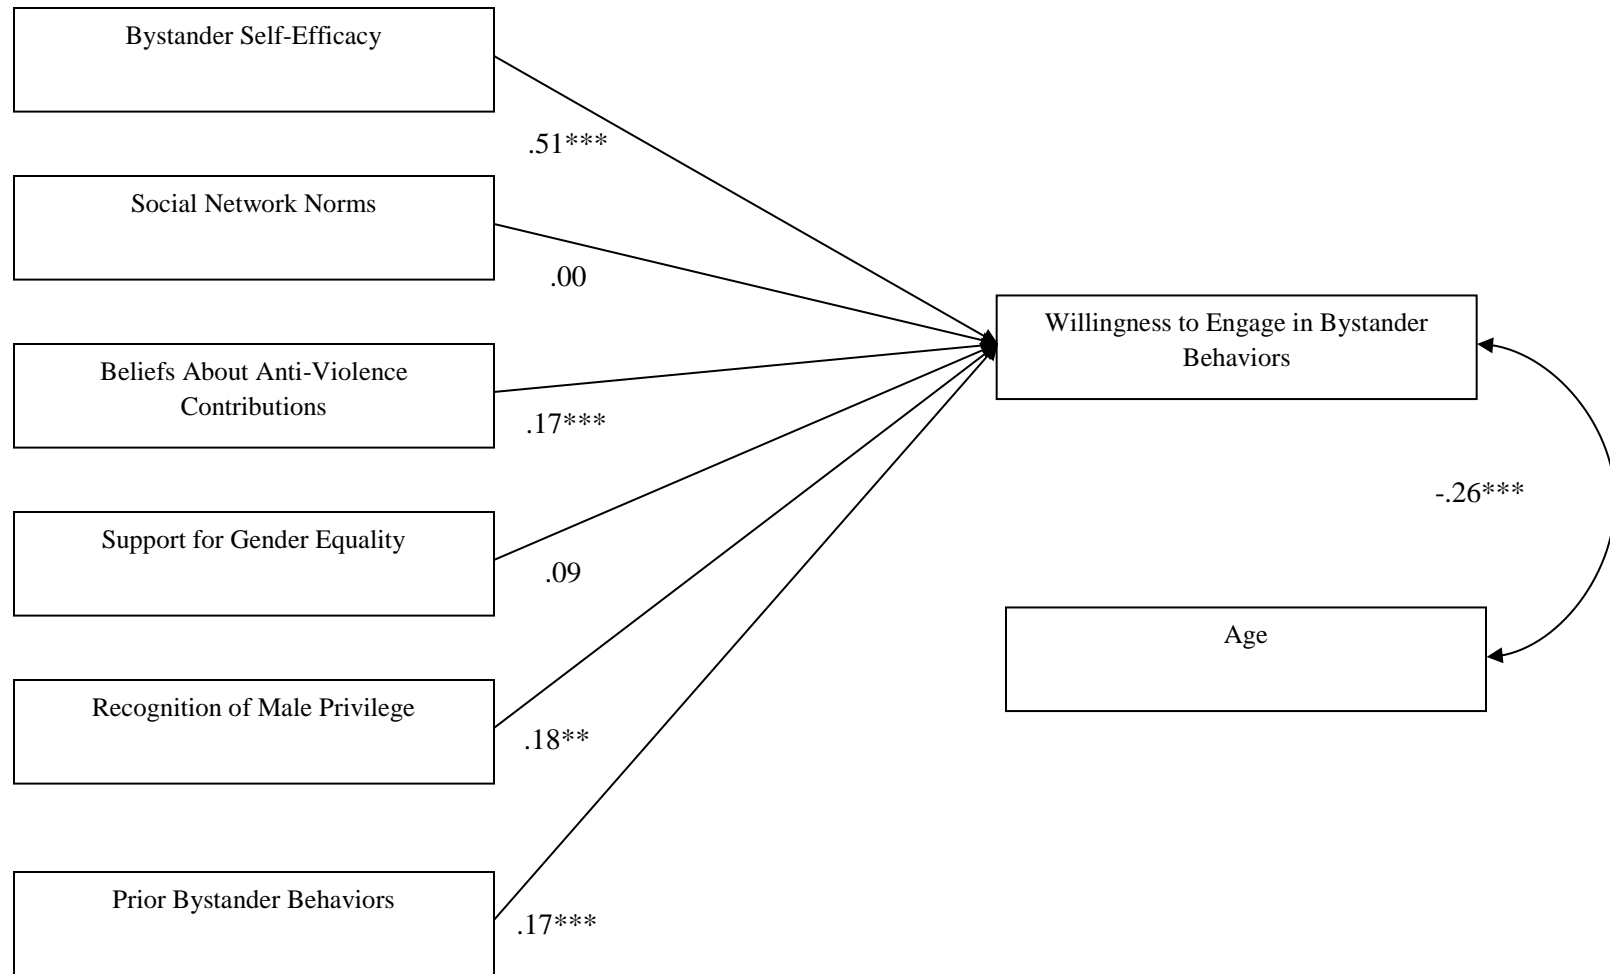 Bystander Self-Efficacy
.51***
Social Network Norms
.00
Beliefs About Anti-Violence
Contributions
.17***
Support for Gender Equality
.09
Recognition of Male Privilege
.18**
Prior Bystander Behaviors
.17***
Willingness to Engage in Bystander
Behaviors
-.26***
Age